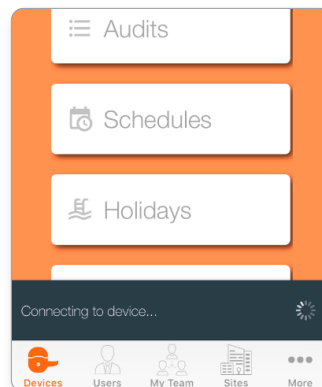 Audits
Schedules
Holidays
Connecting to device...
Devices Users My Team Sites More